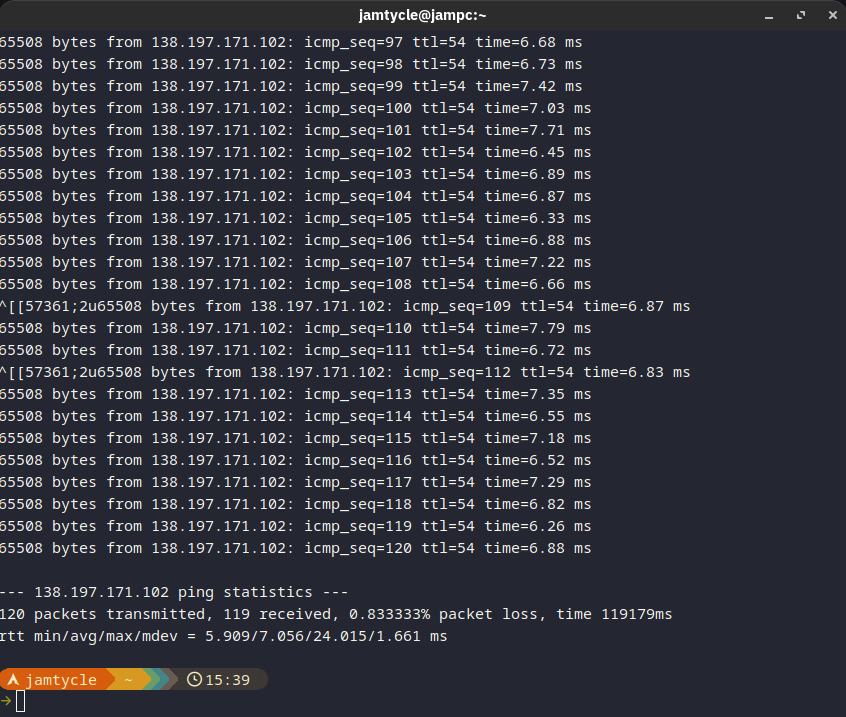 jamtycle@jampc:~
65508 bytes from 138.197.171.102: icmp_seq=97 ttl=54 time=6.68 ms
65508 bytes from 138.197.171.102: icmp_seq=98 ttl=54 time=6.73 ms
65508 bytes from 138.197.171.102: icmp_seq=99 ttl=54 time=7.42 ms
65508 bytes from 138.197.171.102: icmp_seq=100 ttl=54 time=7.03 ms
65508 bytes from 138.197.171.102: icmp_seq=101 ttl=54 time=7.71 ms
65508 bytes from 138.197.171.102: icmp_seq=102 ttl=54 time=6.45 ms
65508 bytes from 138.197.171.102: icmp_seq=103 ttl=54 time=6.89 ms
65508 bytes from 138.197.171.102: icmp_seq=104 ttl=54 time=6.87 ms
65508 bytes from 138.197.171.102: icmp_seq=105 ttl=54 time=6.33 ms
65508 bytes from 138.197.171.102: icmp_seq=106 ttl=54 time=6.88 ms
65508 bytes from 138.197.171.102: icmp_seq=107 ttl=54 time=7.22 ms
65508 bytes from 138.197.171.102: icmp_seq=108 ttl=54 time=6.66 ms
^[[57361;2u65508 bytes from 138.197.171.102: icmp_seq=109 ttl=54 time=6.87 ms
65508 bytes from 138.197.171.102: icmp_seq=110 ttl=54 time=7.79 ms
65508 bytes from 138.197.171.102: icmp_seq=111 ttl=54 time=6.72 ms
^[[57361;2u65508 bytes from 138.197.171.102: icmp_seq=112 ttl=54 time=6.83 ms
65508 bytes from 138.197.171.102: icmp_seq=113 ttl=54 time=7.35 ms
65508 bytes from 138.197.171.102: icmp_seq=114 ttl=54 time=6.55 ms
65508 bytes from 138.197.171.102: icmp_seq=115 ttl=54 time=7.18 ms
65508 bytes from 138.197.171.102: icmp_seq=116 ttl=54 time=6.52 ms
65508 bytes from 138.197.171.102: icmp_seq=117 ttl=54 time=7.29 ms
65508 bytes from 138.197.171.102: icmp_seq=118 ttl=54 time=6.82 ms
65508 bytes from 138.197.171.102: icmp_seq=119 ttl=54 time=6.26 ms
65508 bytes from 138.197.171.102: icmp_seq=120 ttl=54 time=6.88 ms
--- 138.197.171.102 ping statistics ---
120 packets transmitted, 119 received, 0.833333% packet loss, time 119179ms
rtt min/avg/max/mdev = 5.909/7.056/24.015/1.661 ms
jamtycle ~ 15:39
→